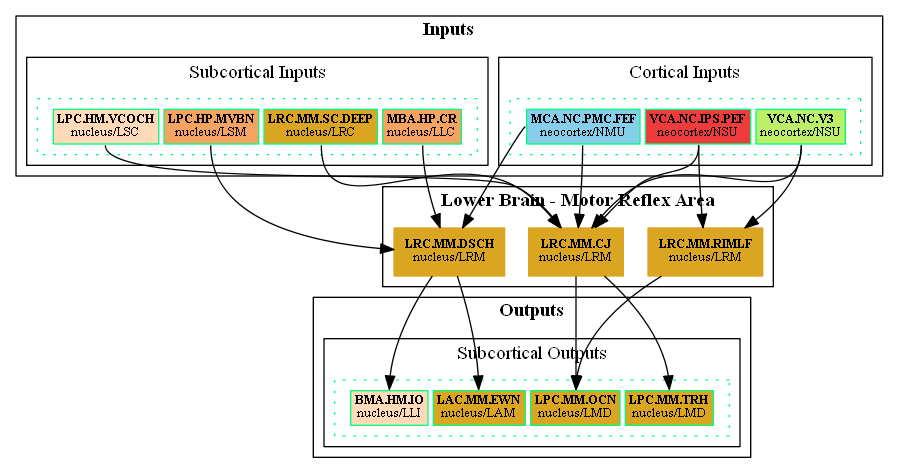 Inputs
Subcortical Inputs
Cortical Inputs
LPC.HM.VCOCH
nucleus/LSC
LPC.HP.MVBN
nucleus/LSM
LRC.MM.SC.DEEP
nucleus/LRC
MBA.HP.CR
nucleus/LLC
MCA.NC.PMC.FEF
neocortex/NMU
VCA.NC.IPS.PEF
neocortex/NSU
VCA.NC.V3
neocortex/NSU
Lower Brain - Motor Reflex Area
LRC.MM.DSCH
nucleus/LRM
LRC.MM.CJ
nucleus/LRM
LRC.MM.RIMLF
nucleus/LRM
Outputs
Subcortical Outputs
BMA.HM.IO
nucleus/LLI
LAC.MM.EWN
nucleus/LAM
LPC.MM.OCN
nucleus/LMD
LPC.MM.TRH
nucleus/LMD